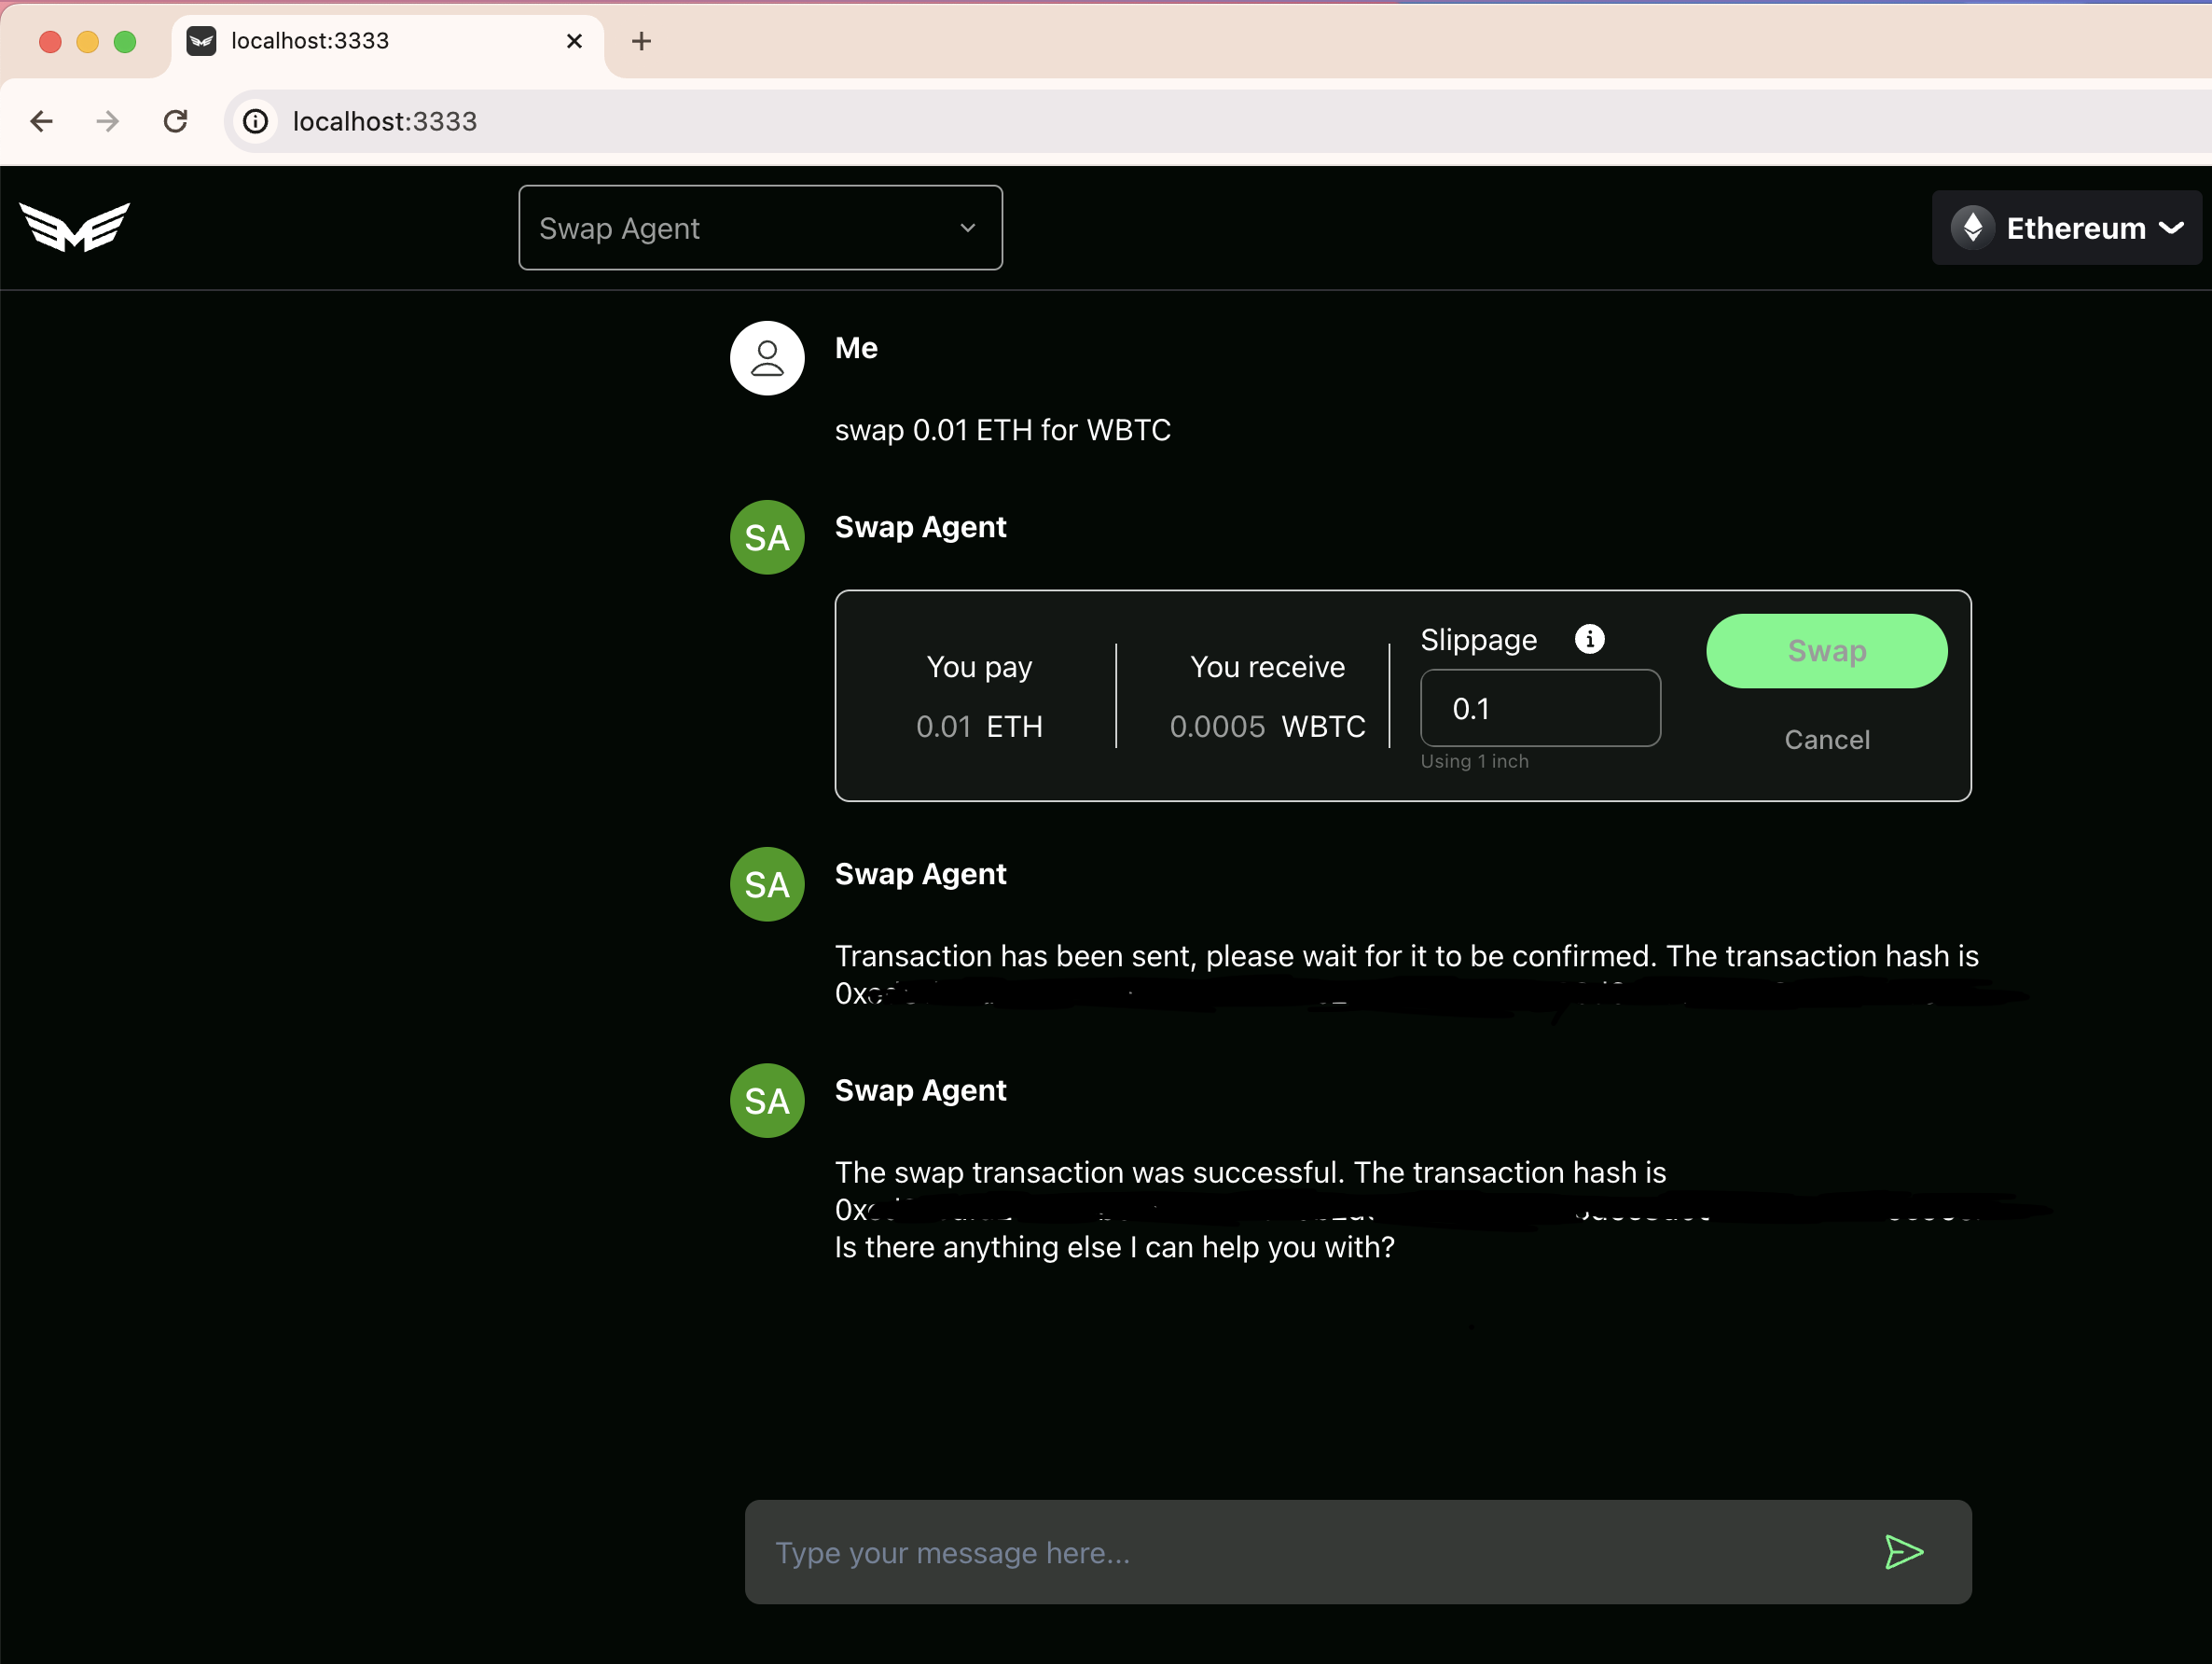 localhost:3333
localhost:3333
Swap Agent
Ethereum
Me
swap 0.01 ETH for WBTC
SA
Swap Agent
You pay
0.01 ETH
You receive
0.0005 WBTC
Slippage
0.1
Using 1 inch
Swap
Cancel
SA
Swap Agent
Transaction has been sent, please wait for it to be confirmed. The transaction hash is
SA
Swap Agent
The swap transaction was successful. The transaction hash is
Is there anything else I can help you with?
Type your message here...